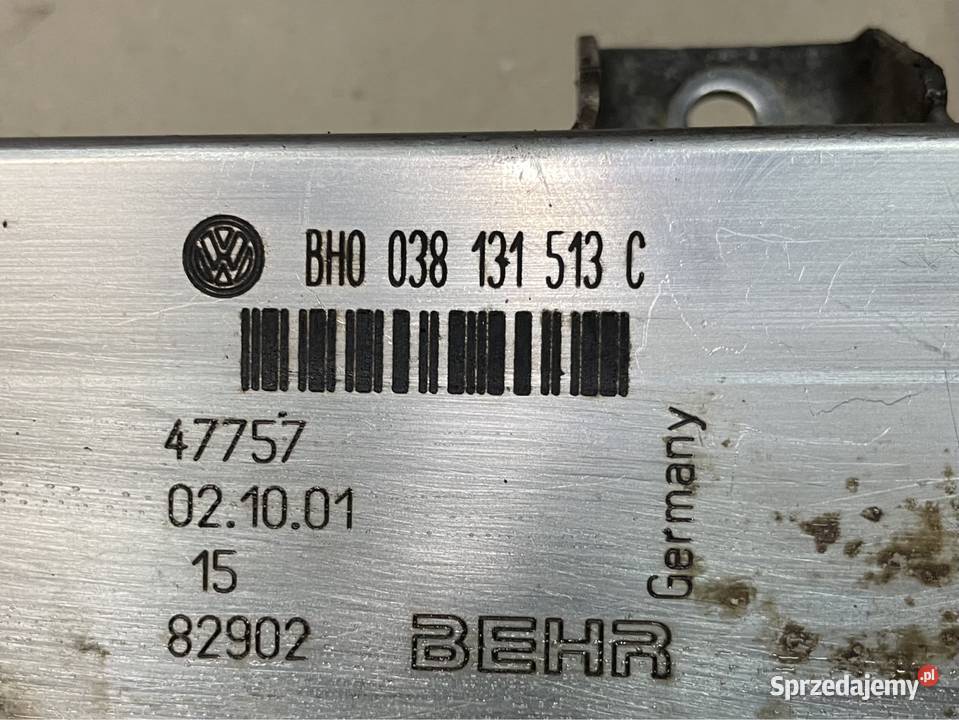 BH0 038 131 513 C
47757
02.10.01
15
82902
Germany
BEHR
Sprzedajemy.pl